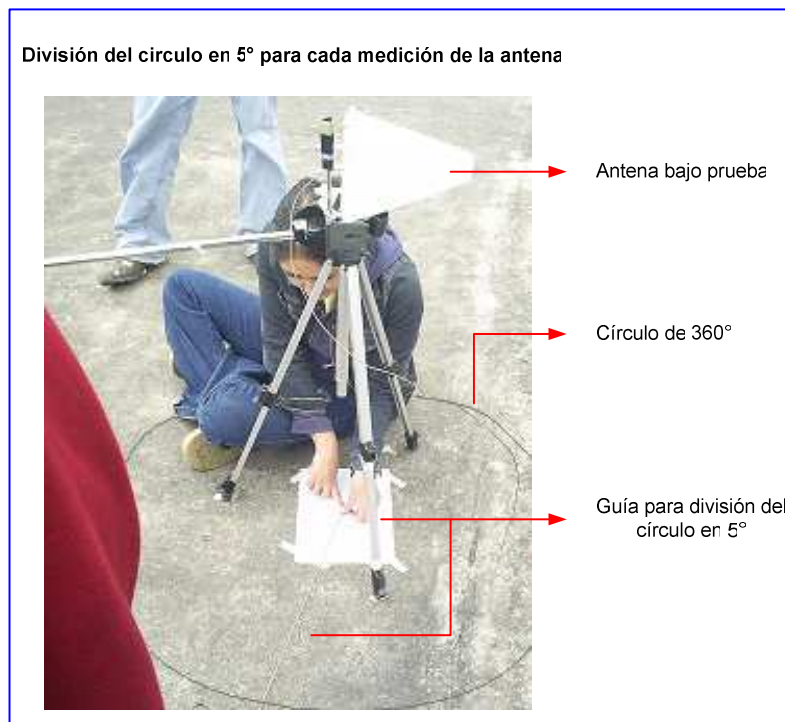 División del circulo en 5° para cada medición de la antena
Antena bajo prueba
Círculo de 360°
Guía para división del
círculo en 5°